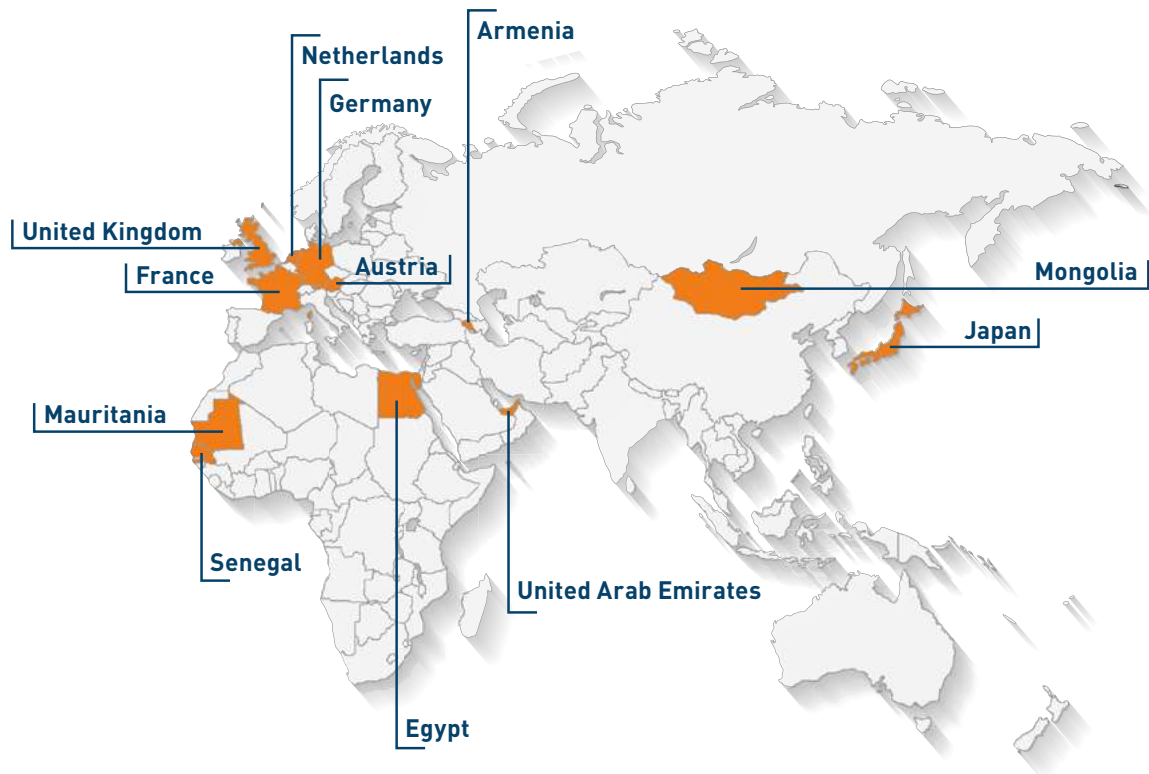 Armenia
Netherlands
Germany
United Kingdom
France
Austria
Mongolia
Japan
Mauritania
Senegal
United Arab Emirates
Egypt